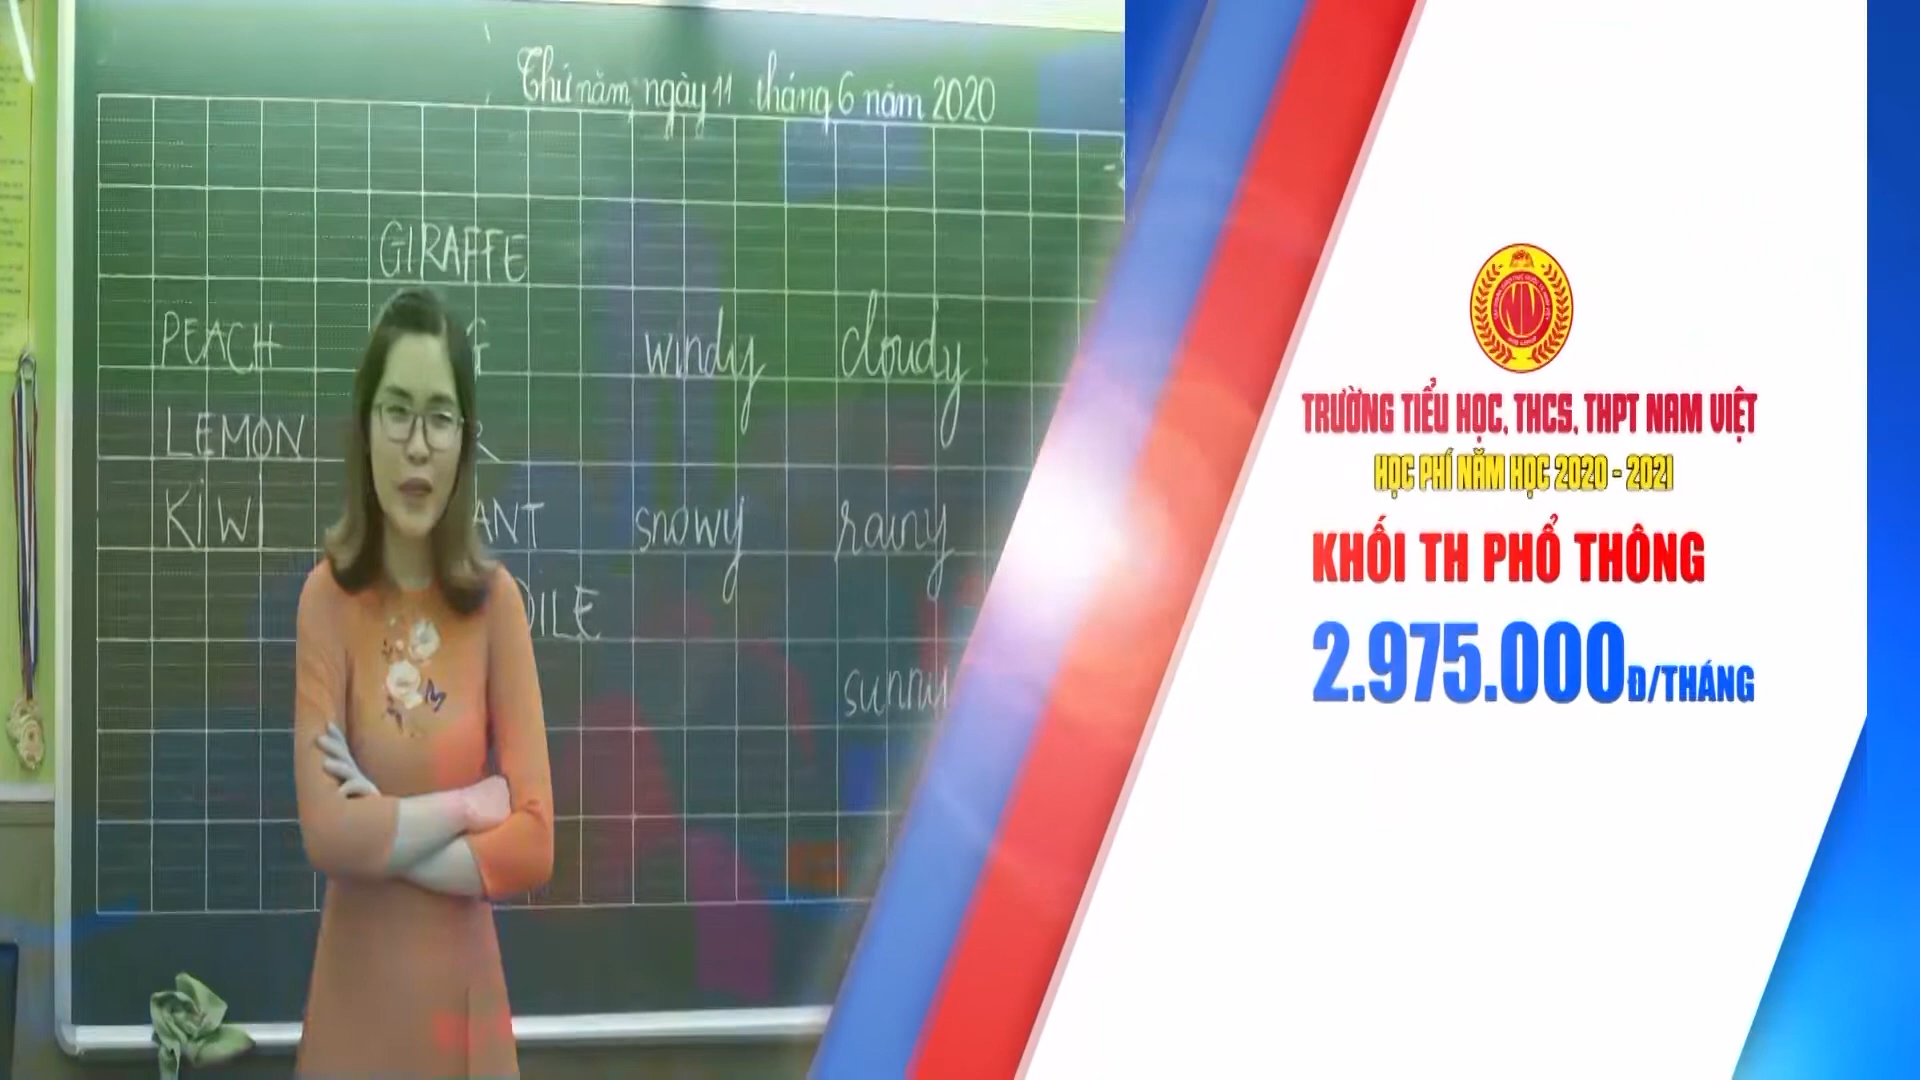 Thứ năm, ngày 11 tháng 6 năm 2020
GIRAFFE
PEACH
windy cloudy
LEMON
KiWi
snowy rainy
sunny
TRƯỜNG TIỂU HỌC, THCS, THPT NAM VIỆT
HỌC PHÍ NĂM HỌC 2020 - 2021
KHỐI TH PHỔ THÔNG
2.975.000Đ/THÁNG